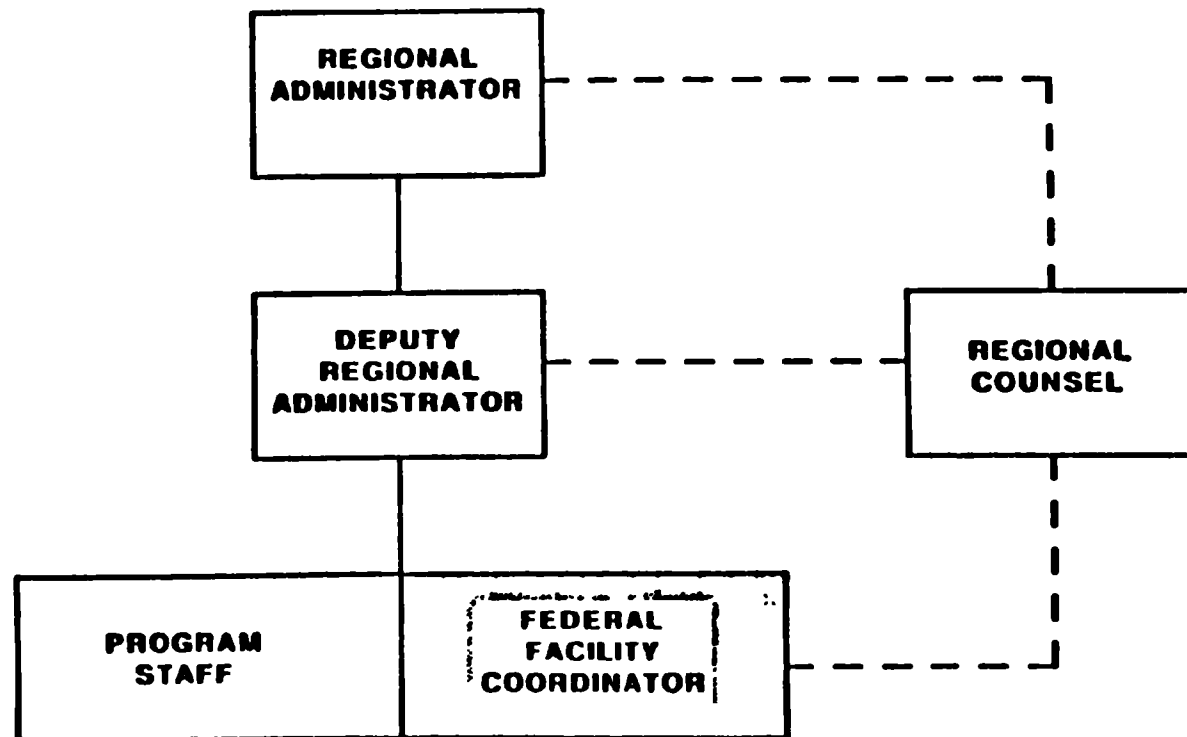 REGIONAL
ADMINISTRATOR
DEPUTY
REGIONAL
ADMINISTRATOR
REGIONAL
COUNSEL
PROGRAM
STAFF
FEDERAL
FACILITY
COORDINATOR